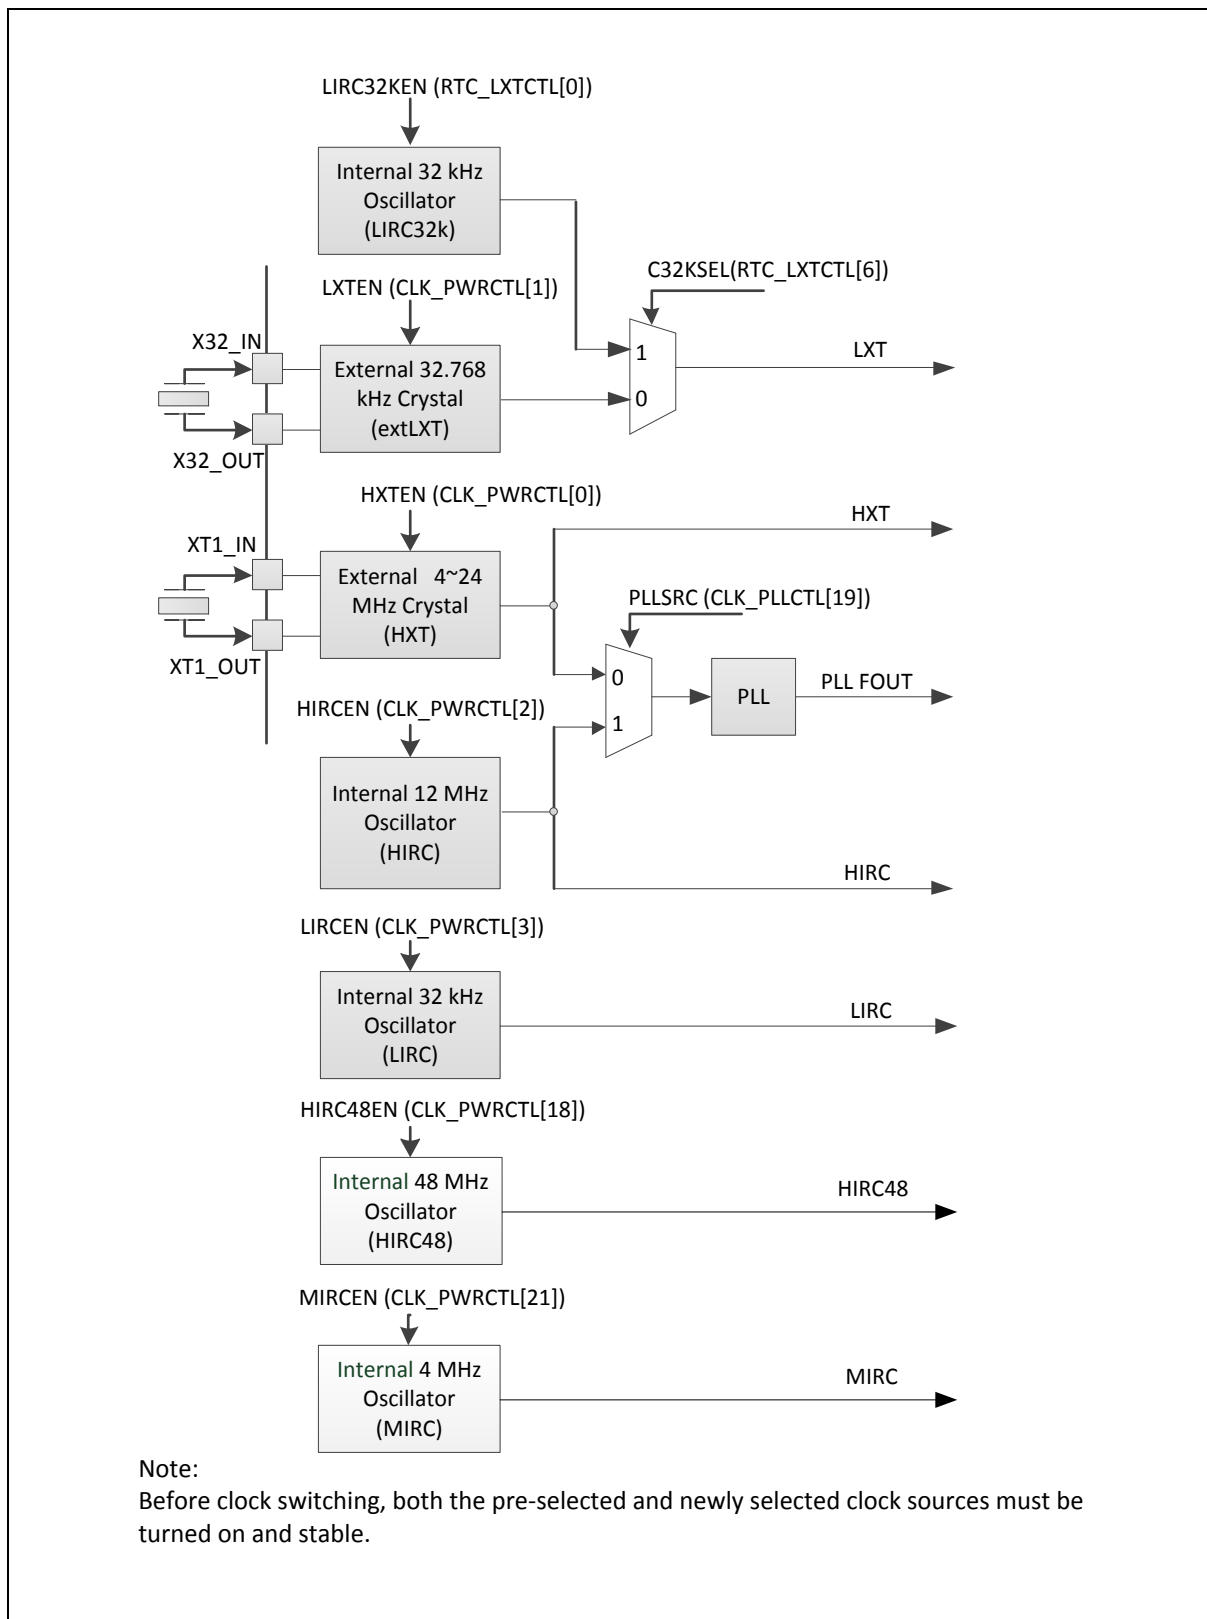 LIRC32KEN (RTC_LXTCTL[0])
Internal 32 kHz
Oscillator
(LIRC32k)
C32KSEL(RTC_LXTCTL[6])
LXTEN (CLK_PWRCTL[1])
X32_IN
External 32.768
kHz Crystal
(extLXT)
X32_OUT
1
0
LXT
HXTEN (CLK_PWRCTL[0])
HXT
XT1_IN
External 4~24
MHz Crystal
(HXT)
XT1_OUT
PLLSRC (CLK_PLLCTL[19])
0
1
PLL
PLL FOUT
HIRCEN (CLK_PWRCTL[2])
Internal 12 MHz
Oscillator
(HIRC)
HIRC
LIRCEN (CLK_PWRCTL[3])
Internal 32 kHz
Oscillator
(LIRC)
LIRC
HIRC48EN (CLK_PWRCTL[18])
Internal 48 MHz
Oscillator
(HIRC48)
HIRC48
MIRCEN (CLK_PWRCTL[21])
Internal 4 MHz
Oscillator
(MIRC)
MIRC
Note:
Before clock switching, both the pre-selected and newly selected clock sources must be
turned on and stable.